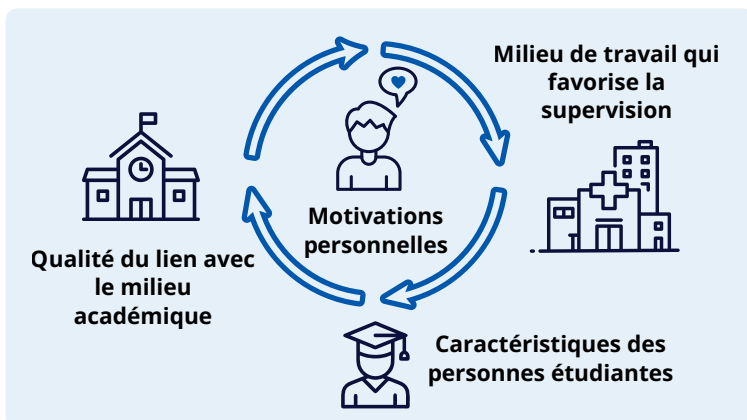 Milieu de travail qui
favorise la
supervision
Motivations
personnelles
Qualité du lien avec
le milieu
académique
Caractéristiques des
personnes étudiantes